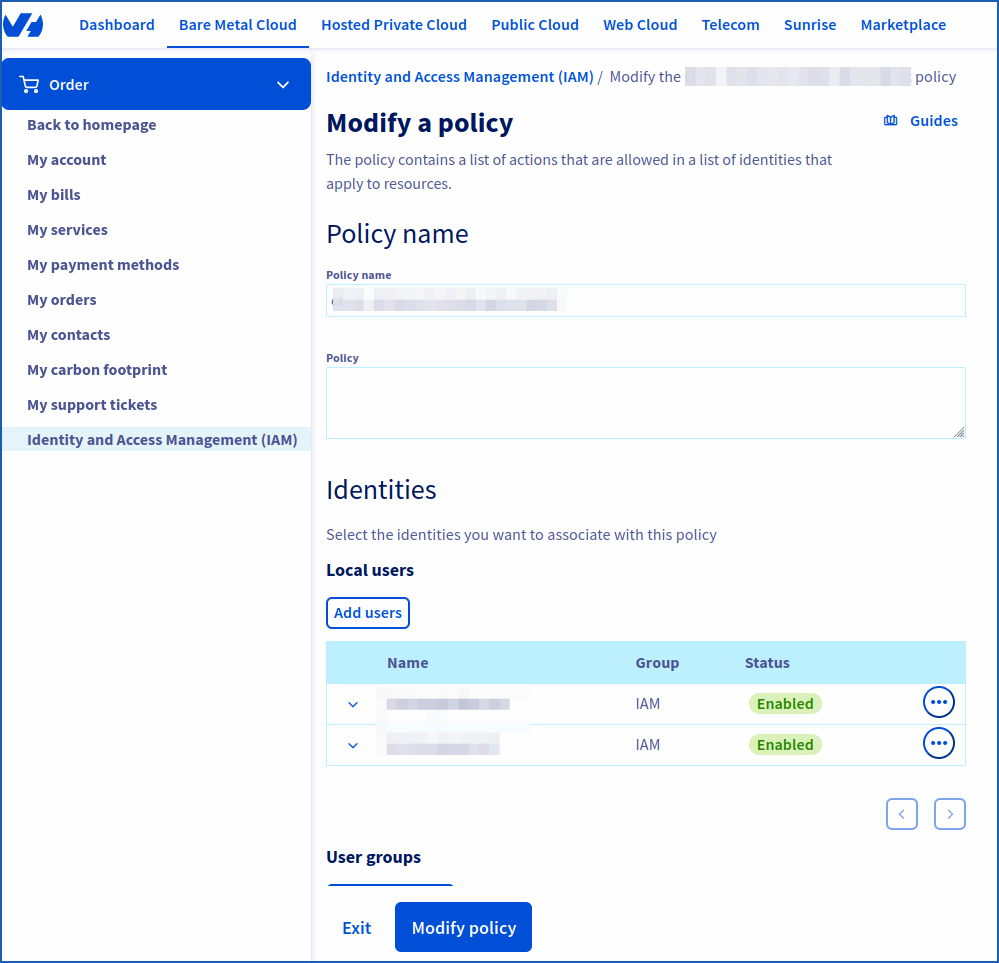 Dashboard Bare Metal Cloud Hosted Private Cloud Public Cloud Web Cloud Telecom Sunrise Marketplace
Order
Back to homepage
My account
My bills
My services
My payment methods
My orders
My contacts
My carbon footprint
My support tickets
Identity and Access Management (IAM)
Identity and Access Management (IAM) / Modify the policy
Modify a policy
Guides
The policy contains a list of actions that are allowed in a list of identities that
apply to resources.
Policy name
Policy name
Policy
Identities
Select the identities you want to associate with this policy
Local users
Add users
Name Group Status
IAM Enabled
IAM Enabled
User groups
Exit Modify policy